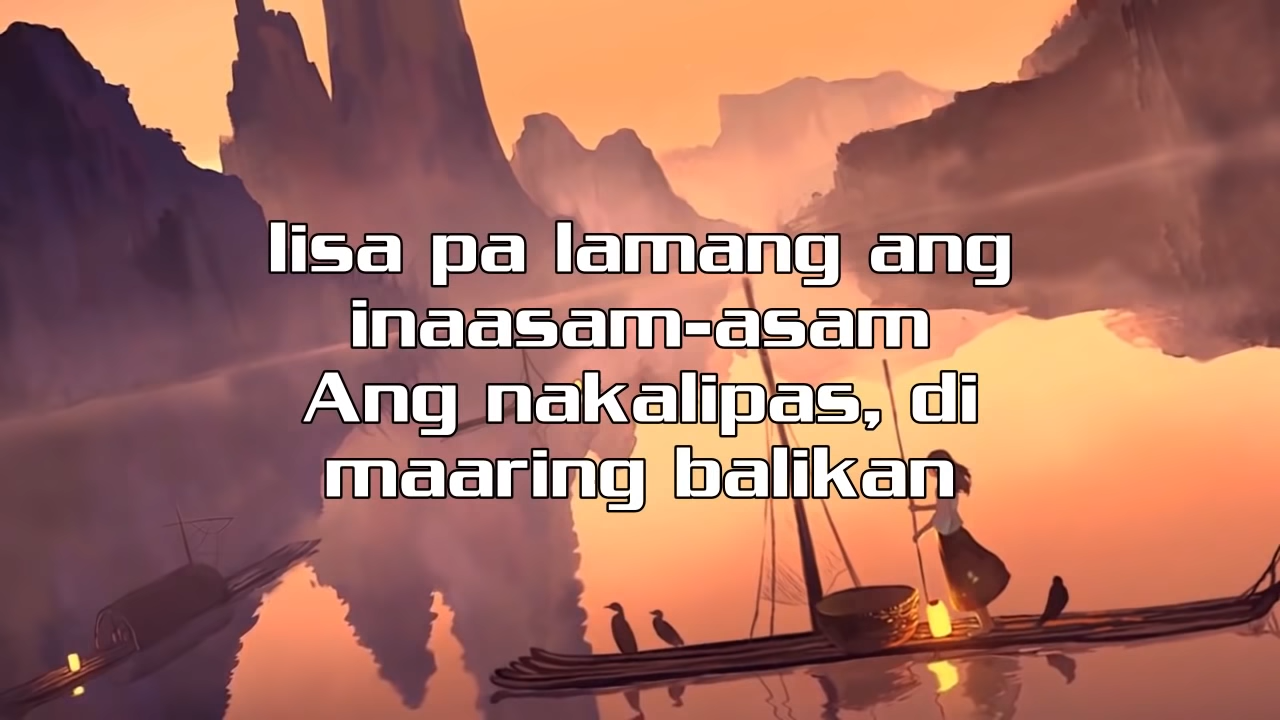 Iisa pa lamang ang
inaasam-asam
Ang nakalipas, di
maaring balikan